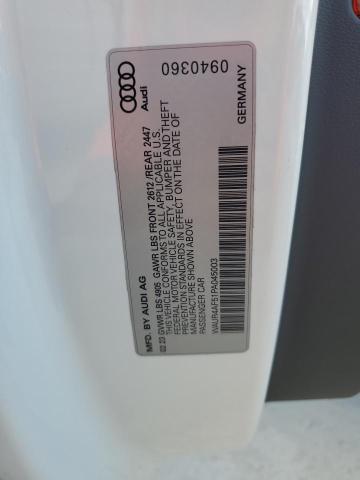 Audi
0940360
MFD. BY AUDI AG
GERMANY
02 23 GVWR LBS 4905 GAWR LBS FRONT 2612 /REAR 2447
THIS VEHICLE CONFORMS TO ALL APPLICABLE U.S.
FEDERAL MOTOR VEHICLE SAFETY, BUMPER AND THEFT
PREVENTION STANDARDS IN EFFECT ON THE DATE OF
MANUFACTURE SHOWN ABOVE
PASSENGER CAR
WAUR4AF51PA045003